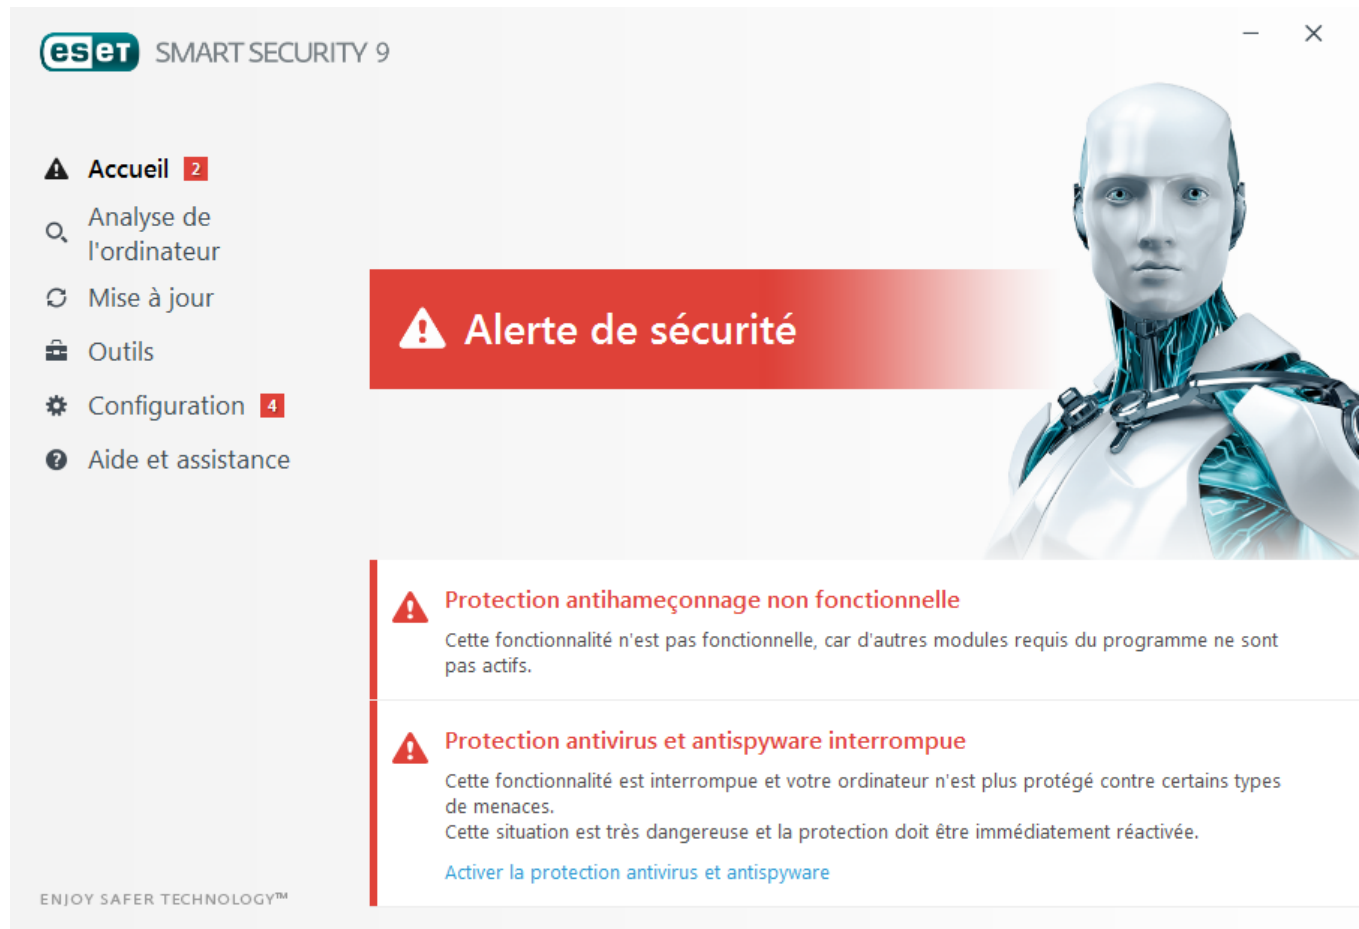 eset SMART SECURITY 9
Accueil 2
Analyse de
l'ordinateur
Mise à jour
Outils
Configuration 4
Aide et assistance
Alerte de sécurité
Protection antihameçonnage non fonctionnelle
Cette fonctionnalité n'est pas fonctionnelle, car d'autres modules requis du programme ne sont
pas actifs.
Protection antivirus et antispyware interrompue
Cette fonctionnalité est interrompue et votre ordinateur n'est plus protégé contre certains types
de menaces.
Cette situation est très dangereuse et la protection doit être immédiatement réactivée.
Activer la protection antivirus et antispyware
ENJOY SAFER TECHNOLOGY™